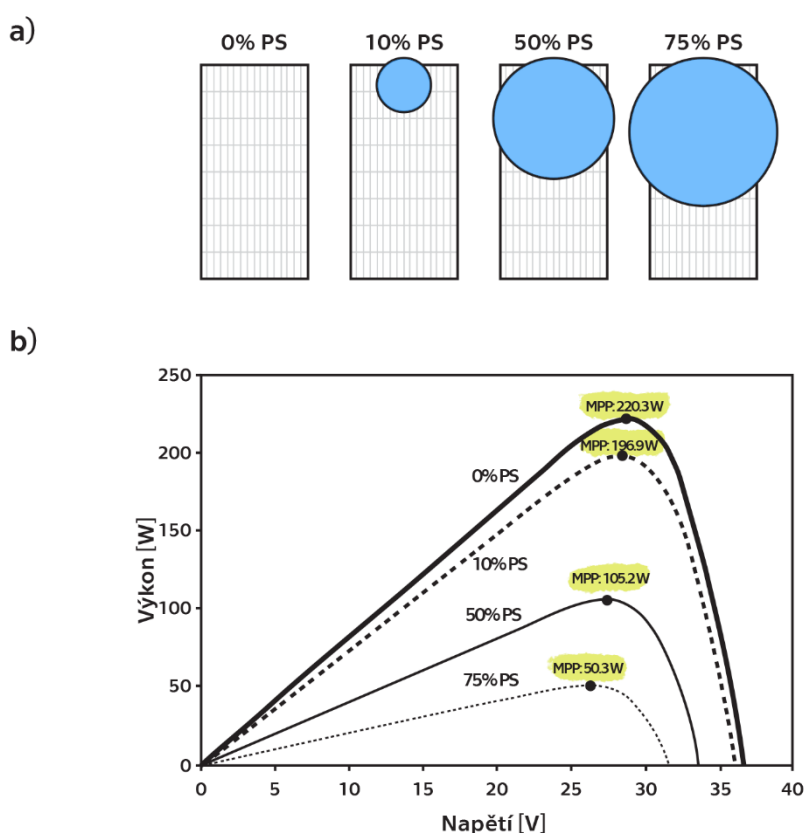 a)
0% PS 10% PS 50% PS 75% PS
b)
250
200
150
100
50
0
Výkon [W]
MPP: 220.3W
MPP: 196.9W
0% PS
10% PS
MPP: 105.2W
50% PS
MPP: 50.3W
75% PS
0 5 10 15 20 25 30 35 40
Napětí [V]